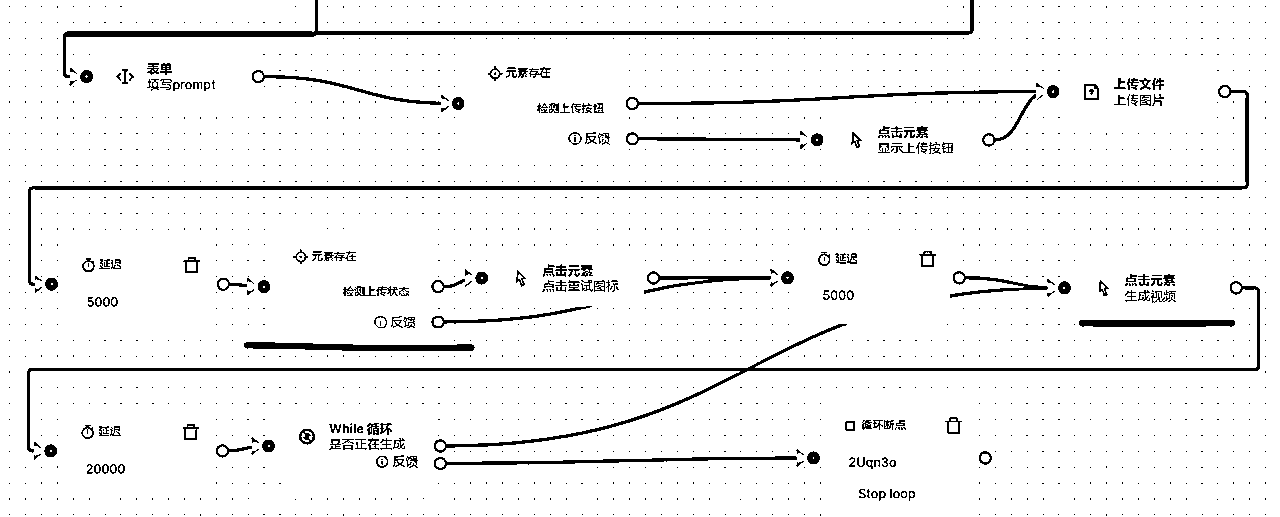 表单
填写prompt
元素存在
检测上传按钮
反馈
点击元素
显示上传按钮
上传文件
上传图片
延迟
5000
元素存在
检测上传状态
反馈
点击元素
点击重试图标
延迟
5000
点击元素
生成视频
延迟
20000
While 循环
是否正在生成
反馈
循环断点
2Uqn3o
Stop loop